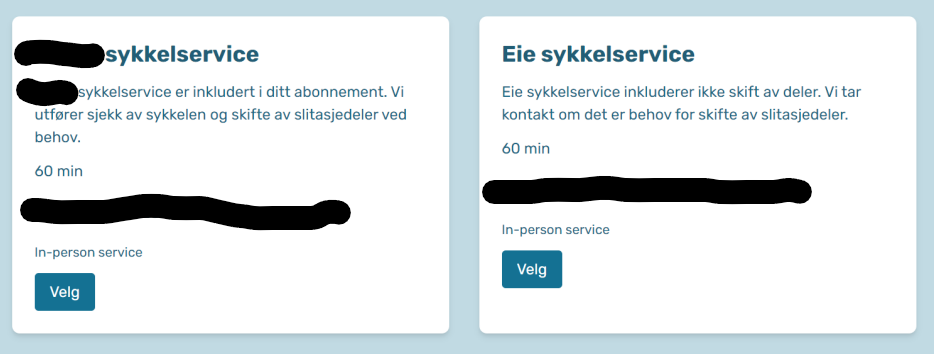 sykkelservice
sykkelservice er inkludert i ditt abonnement. Vi
utfører sjekk av sykkelen og skifte av slitasjedeler ved
behov.
60 min
In-person service
Velg
Eie sykkelservice
Eie sykkelservice inkluderer ikke skift av deler. Vi tar
kontakt om det er behov for skifte av slitasjedeler.
60 min
In-person service
Velg